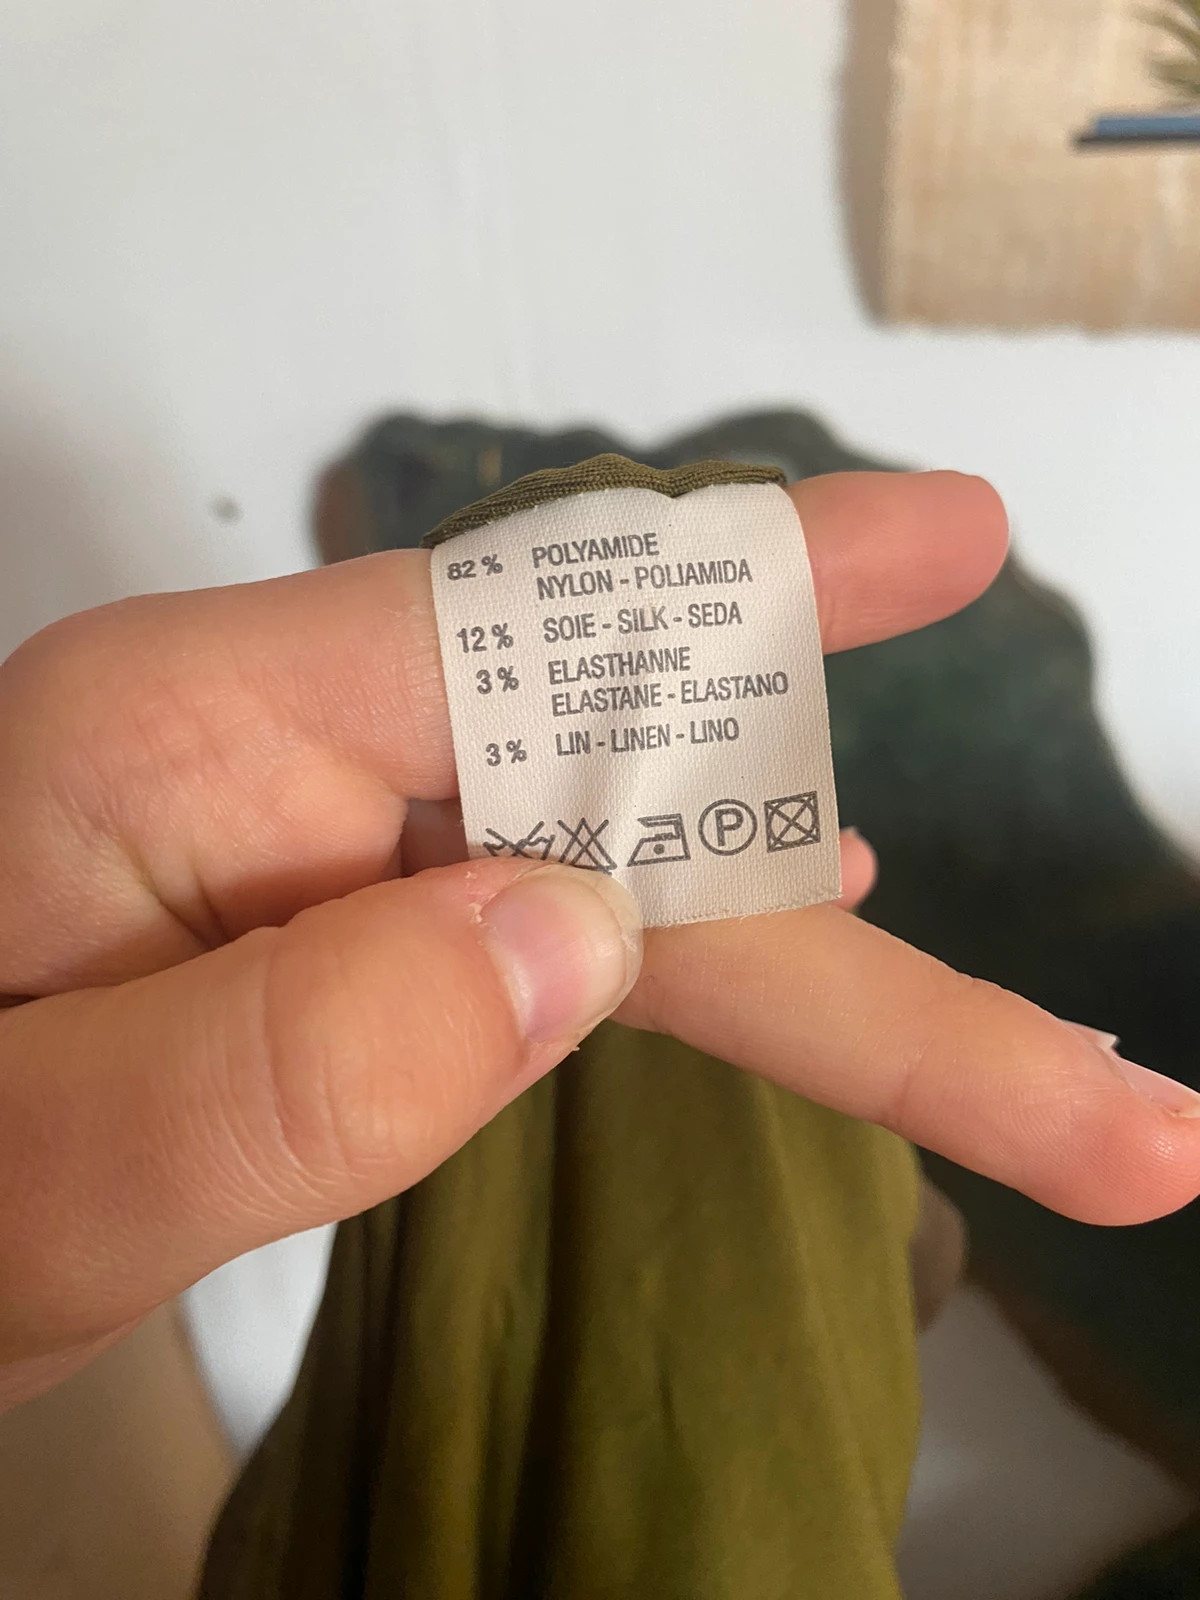 82 % POLYAMIDE
NYLON - POLIAMIDA
12 % SOIE - SILK - SEDA
3 % ELASTHANNE
ELASTANE - ELASTANO
3 % LIN - LINEN - LINO
P